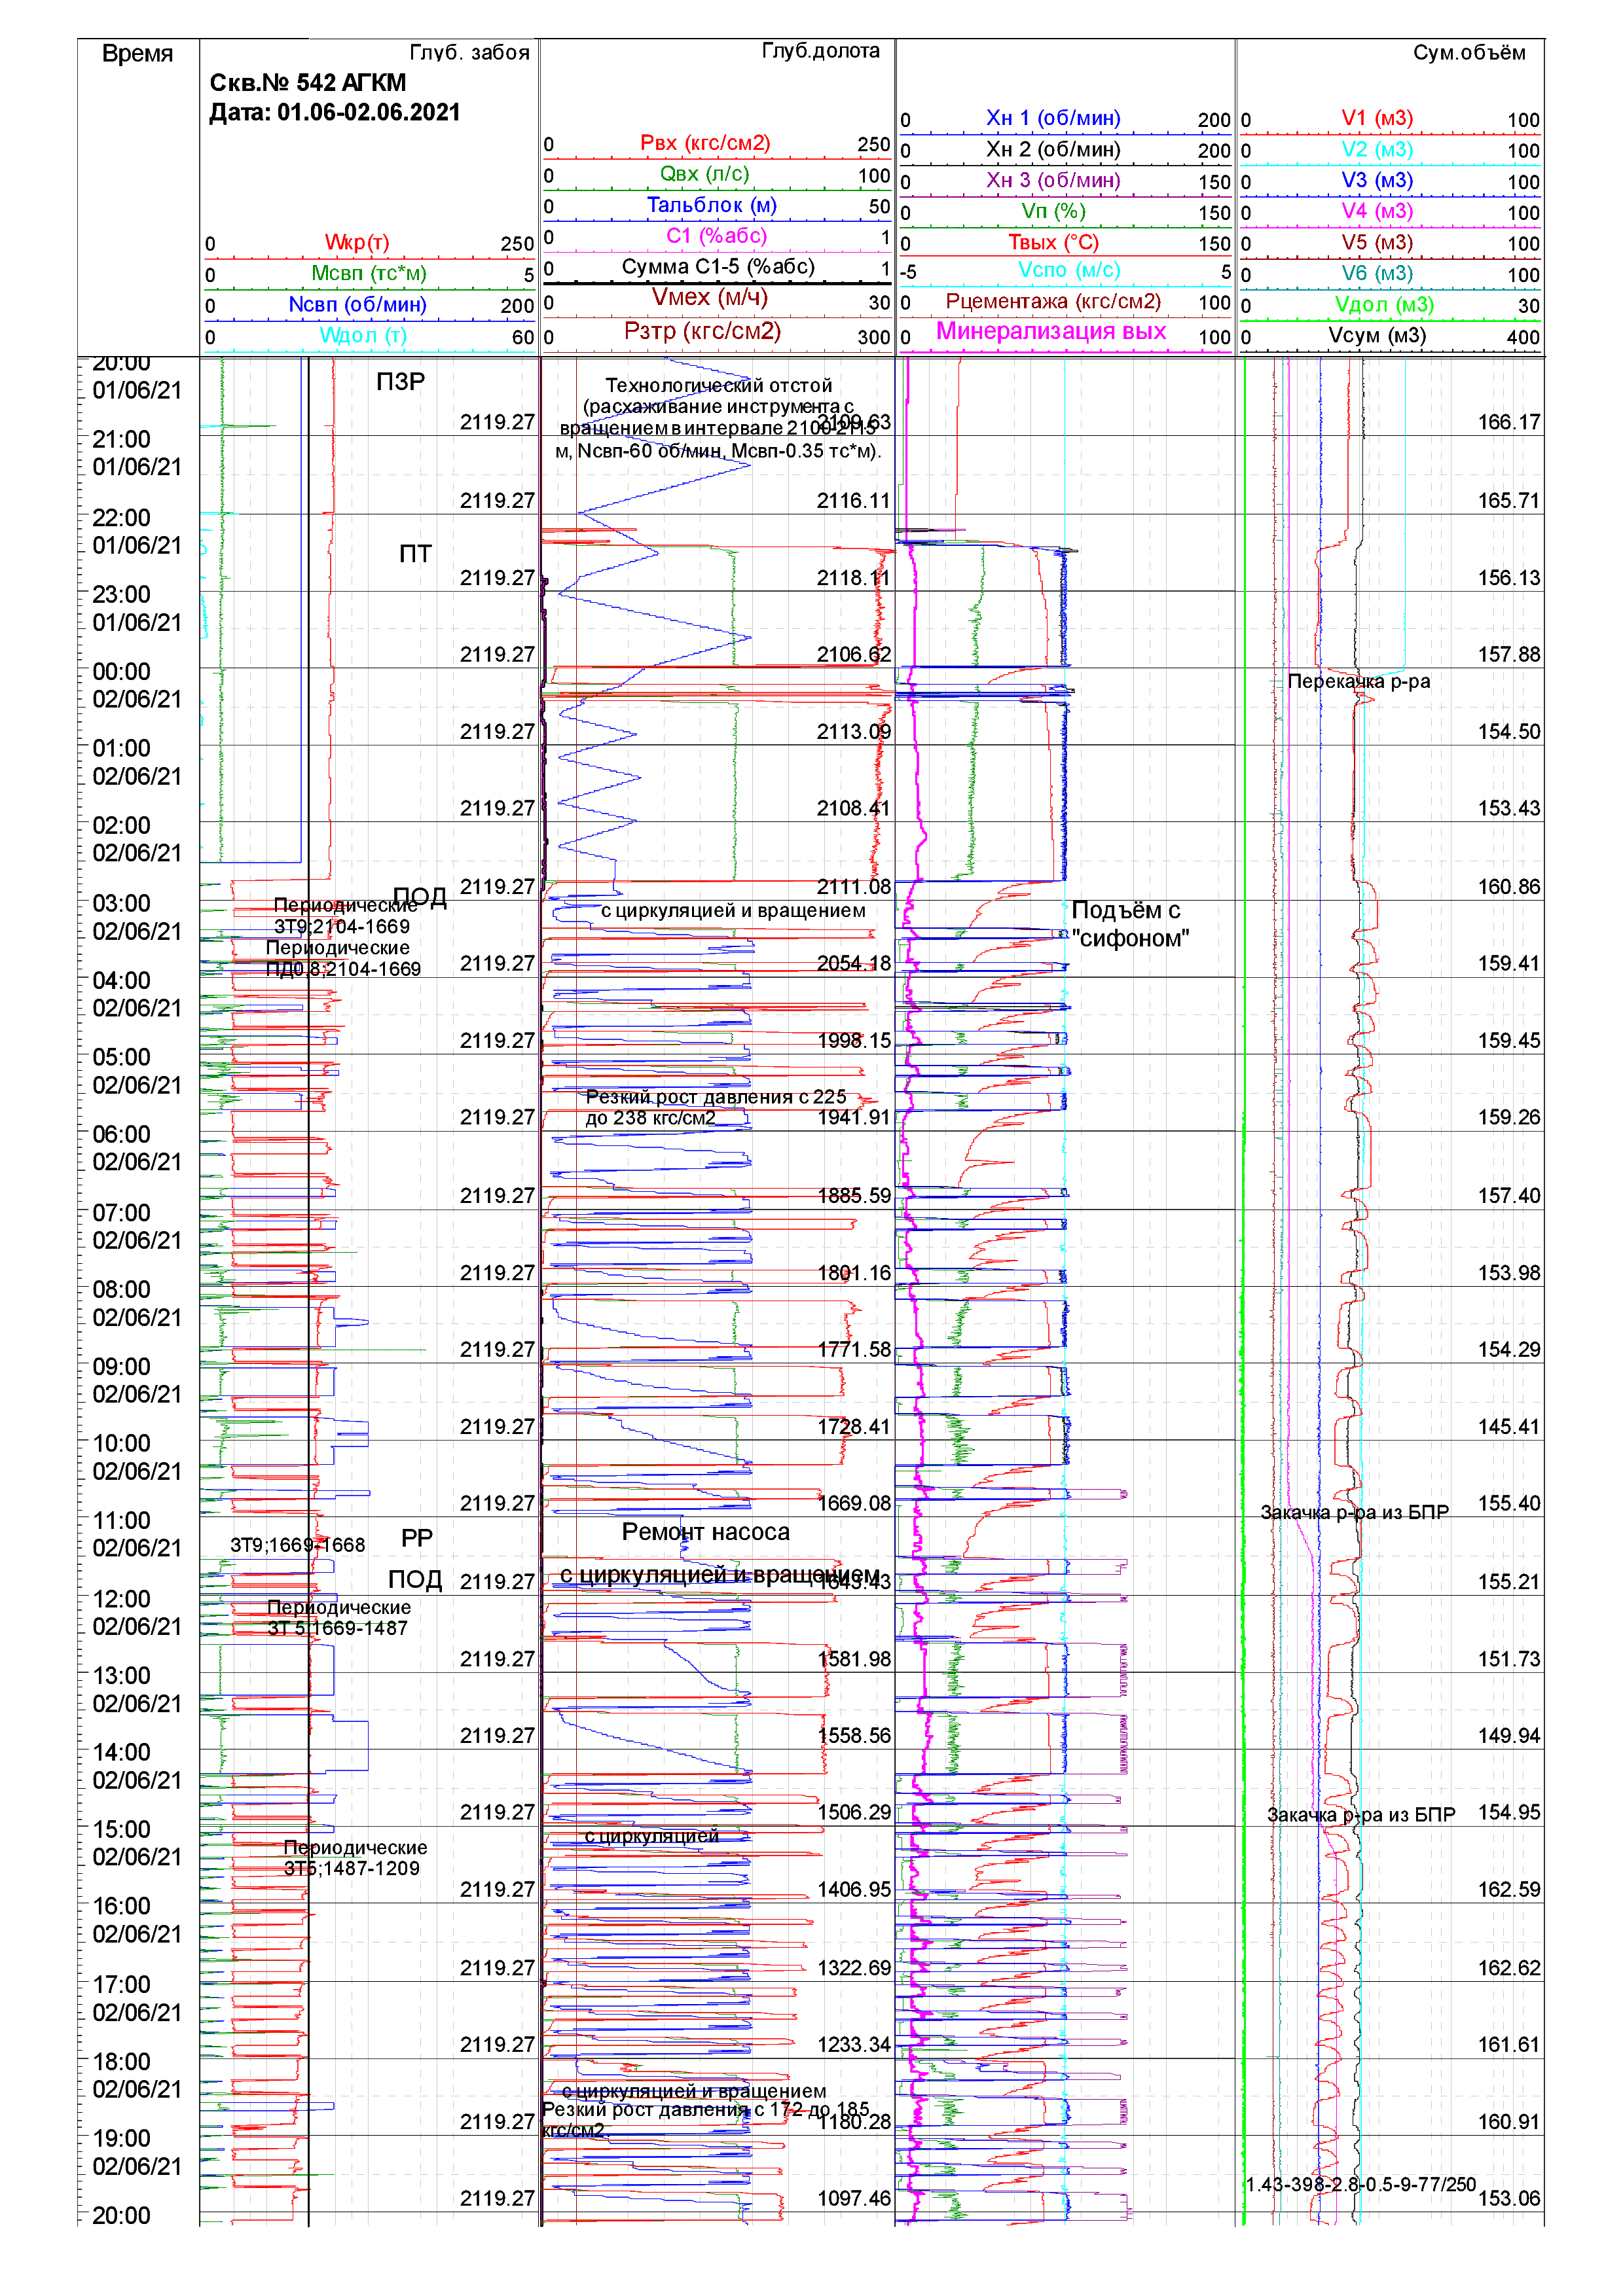 Время
Глуб. забоя
Глуб.долота
Сум.объём
Скв.№ 542 АГКМ
Дата: 01.06-02.06.2021
0 Wкр(т) 250
0 Мсвп (тс*м) 5
0 Nсвп (об/мин) 200
0 Wдол (т) 60
0 Рвх (кгс/см2) 250
0 Qвх (л/с) 100
0 Тальблок (м) 50
0 С1 (%абс) 1
0 Сумма С1-5 (%абс) 1
0 Vмех (м/ч) 30
0 Рзтр (кгс/см2) 300
0 Хн 1 (об/мин) 200
0 Хн 2 (об/мин) 200
0 Хн 3 (об/мин) 150
0 Vп (%) 150
0 Твых (°С) 150
-5 Vспо (м/с) 5
0 Рцементажа (кгс/см2) 100
0 Минерализация вых 100
0 V1 (м3) 100
0 V2 (м3) 100
0 V3 (м3) 100
0 V4 (м3) 100
0 V5 (м3) 100
0 V6 (м3) 100
0 Vдол (м3) 30
0 Vсум (м3) 400
20:00
01/06/21
ПЗР
Технологический отстой
(расхаживание инструмента с
вращением в интервале 2100-2115
м, Nсвп-60 об/мин, Мсвп-0.35 тс*м).
2119.27 2109.63 166.17
21:00
01/06/21
2119.27 2116.11 165.71
22:00
01/06/21
ПТ
2119.27 2118.11 156.13
23:00
01/06/21
2119.27 2106.62 157.88
00:00
02/06/21
Перекачка р-ра
2119.27 2113.09 154.50
01:00
02/06/21
2119.27 2108.41 153.43
02:00
02/06/21
2119.27 2111.08 160.86
ПОД
03:00
02/06/21
Периодические
ЗТ9;2104-1669
Периодические
ПД0.8;2104-1669
с циркуляцией и вращением
Подъём с
"сифоном"
2119.27 2054.18 159.41
04:00
02/06/21
2119.27 1998.15 159.45
05:00
02/06/21
Резкий рост давления с 225
до 238 кгс/см2
2119.27 1941.91 159.26
06:00
02/06/21
2119.27 1885.59 157.40
07:00
02/06/21
2119.27 1801.16 153.98
08:00
02/06/21
2119.27 1771.58 154.29
09:00
02/06/21
2119.27 1728.41 145.41
10:00
02/06/21
2119.27 1669.08 155.40
Закачка р-ра из БПР
11:00
02/06/21
ЗТ9;1669-1668
РР
Ремонт насоса
ПОД
с циркуляцией и вращением
2119.27 1643.43 155.21
12:00
02/06/21
Периодические
ЗТ 5;1669-1487
2119.27 1581.98 151.73
13:00
02/06/21
2119.27 1558.56 149.94
14:00
02/06/21
2119.27 1506.29 154.95
Закачка р-ра из БПР
15:00
02/06/21
Периодические
ЗТ5;1487-1209
с циркуляцией
2119.27 1406.95 162.59
16:00
02/06/21
2119.27 1322.69 162.62
17:00
02/06/21
2119.27 1233.34 161.61
18:00
02/06/21
с циркуляцией и вращением
Резкий рост давления с 172 до 185
кгс/см2.
2119.27 1180.28 160.91
19:00
02/06/21
1.43-398-2.8-0.5-9-77/250
2119.27 1097.46 153.06
20:00